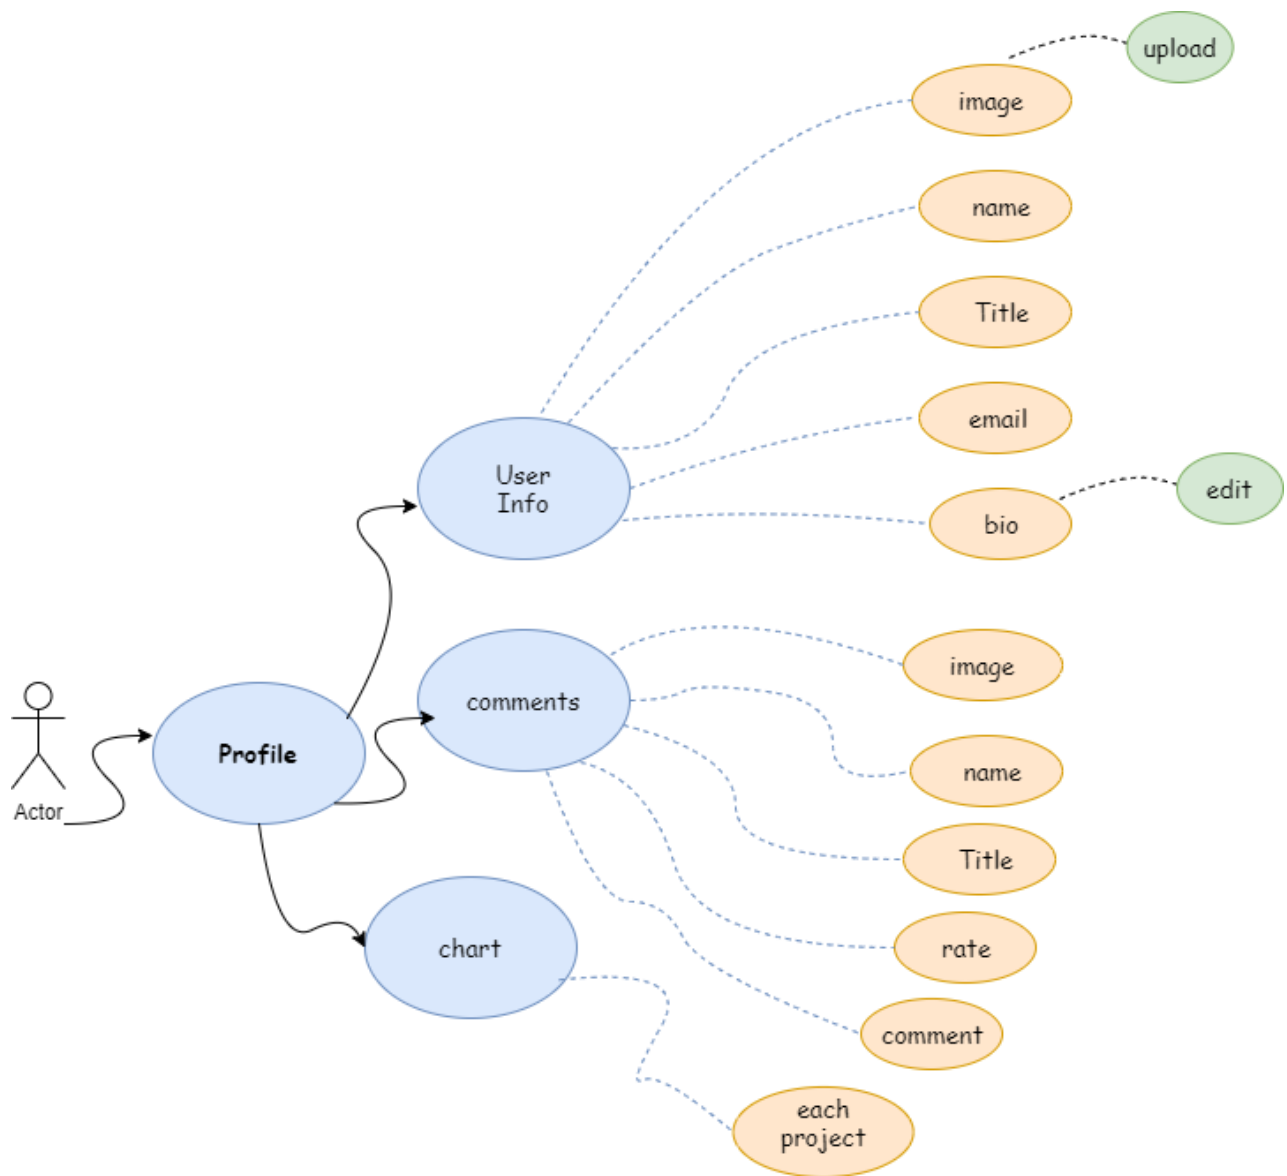 upload
image
name
Title
email
User
Info
edit
bio
image
comments
Profile
name
Actor
Title
chart
rate
comment
each
project